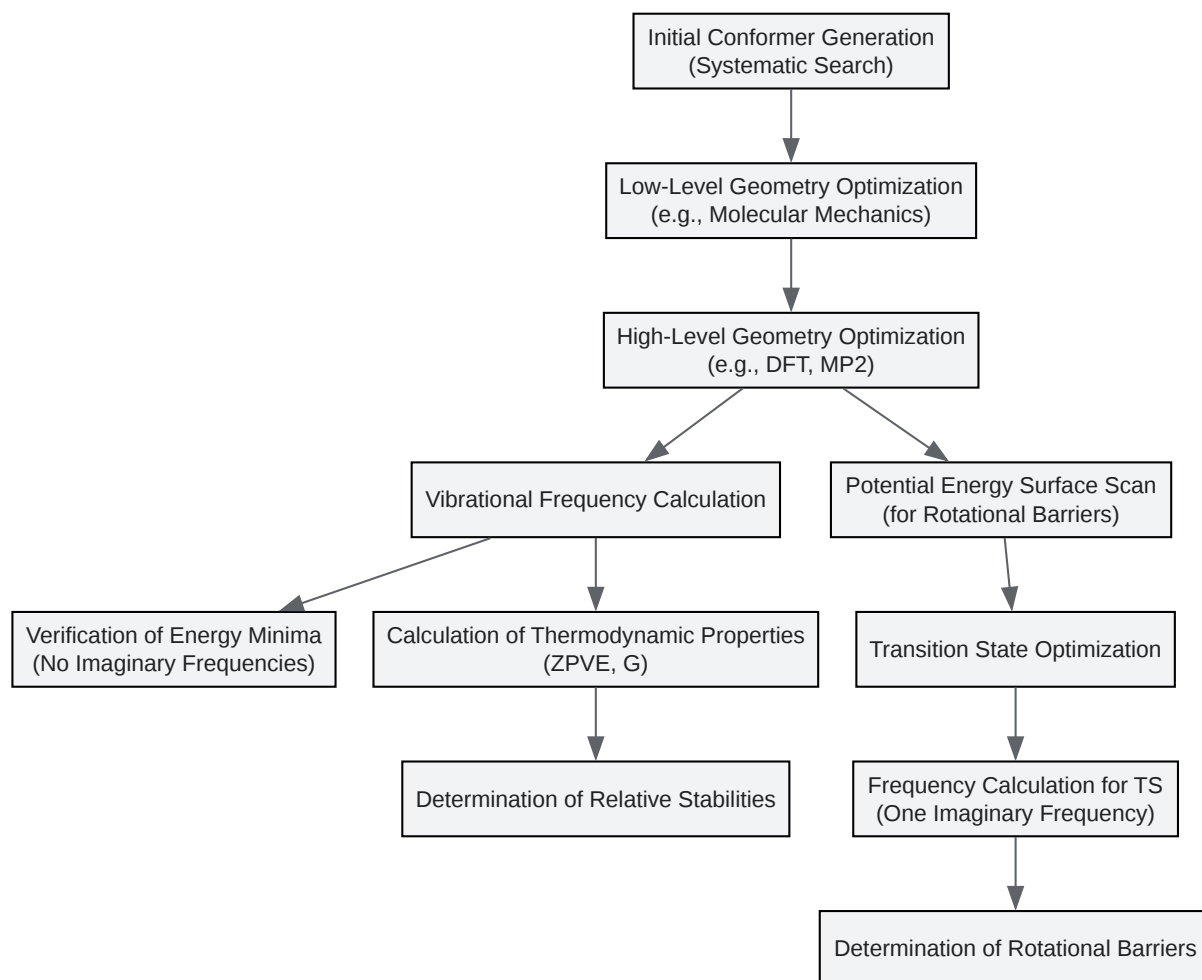 Initial Conformer Generation
(Systematic Search)
Low-Level Geometry Optimization
(e.g., Molecular Mechanics)
High-Level Geometry Optimization
(e.g., DFT, MP2)
Vibrational Frequency Calculation
Potential Energy Surface Scan
(for Rotational Barriers)
Verification of Energy Minima
(No Imaginary Frequencies)
Calculation of Thermodynamic Properties
(ZPVE, G)
Transition State Optimization
Determination of Relative Stabilities
Frequency Calculation for TS
(One Imaginary Frequency)
Determination of Rotational Barriers